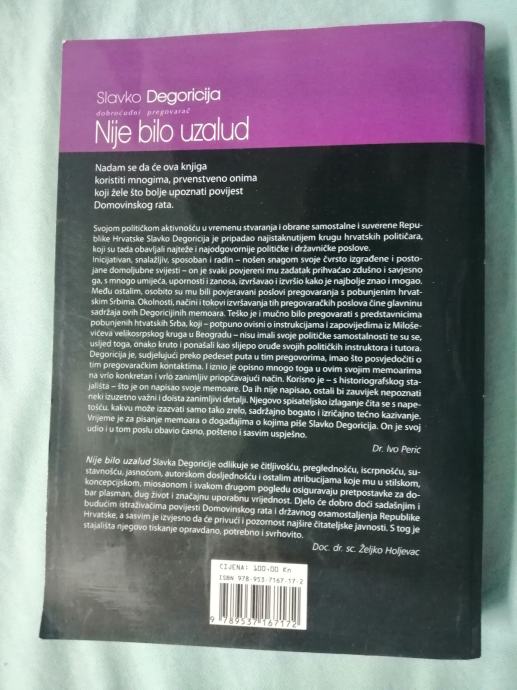 Slavko Degoricija
dobroćudni pregovarač
Nije bilo uzalud
Nadam se da će ova knjiga
koristiti mnogima, prvenstveno onima
koji žele što bolje upoznati povijest
Domovinskog rata.
Svojom političkom aktivnošću u vremenu stvaranja i obrane samostalne i suverene Repu-
blike Hrvatske Slavko Degoricija je pripadao najistaknutijem krugu hrvatskih političara,
koji su tada obavljali najteže i najodgovornije političke i državničke poslove.
Inicijativan, snalažljiv, sposoban i radin – nošen snagom svoje čvrsto izgrađene i posto-
jane domoljubne svijesti – on je svaki povjereni mu zadatak prihvaćao zdušno i savjesno
ga, s mnogo umijeća, upornosti i zanosa, izvršavao i izvršio kako je najbolje znao i mogao.
Među ostalim, osobito su mu bili povjeravani poslovi pregovaranja s pobunjenim hrvat-
skim Srbima. Okolnosti, načini i tokovi izvršavanja tih pregovaračkih poslova čine glavninu
sadržaja ovih Degoricijinih memoara. Teško je i mučno bilo pregovarati s predstavnicima
pobunjenih htvatskih Srba, koji – potpuno ovisni o instrukcijama i zapovijedima iz Miloše-
vićeva velikosrpskog kruga u Beogradu – nisu imali svoje političke samostalnosti te su se,
usljed toga, onako kruto i ponašali kao slijepo oruđe svojih političkih instruktora i tutora.
Degoricija je, sudjelujući preko pedeset puta u tim pregovorima, imao što posvjedočiti o
tim pregovaračkim kontaktima. I iznio je opisno mnogo toga u ovim svojim memoarima
na vrlo konkretan i vrlo zanimljiv priopćavajući način. Korisno je – s historiografskog sta-
jališta – što je on napisao svoje memoare. Da ih nije napisao, ostali bi zauvijek nepoznati
neki izuzetno važni i doista zanimljivi detalji. Njegovo spisateljsko izlaganje čita se s nape-
tošću, kakvu može izazvati samo tako zrelo, sadržajno bogato i izričajno tečno kazivanje.
Vrijeme je za pisanje memoara o događajima o kojima piše Slavko Degoricija. On je svoj
udio i u tom poslu obavio časno, pošteno i sasvim uspješno.
Dr. Ivo Perić
Nije bilo uzalud Slavka Degoricije odlikuje se čitljivošću, preglednošću, iscrpnošću, su-
stavnošću, jasnoćom, autorskom dosljednošću i ostalim atribucijama koje mu u stilskom,
koncepcijskom, miosaonom i svakom drugom pogledu osiguravaju pretpostavke za do-
bar plasman, dug život i značajnu uporabnu vrijednost. Djelo će dobro doći sadašnjim i
budućim istraživačima povijesti Domovinskog rata i državnog osamostaljenja Republike
Hrvatske, a sasvim je izvjesno da će privući i pozornost najšire čitateljske javnosti. S tog je
stajališta njegovo tiskanje opravdano, potrebno i svrhovito.
Doc. dr. sc. Željko Holjevac
CIJENA: 100,00 Kn
ISBN 978-953-7167-17-2
9 789537 167172